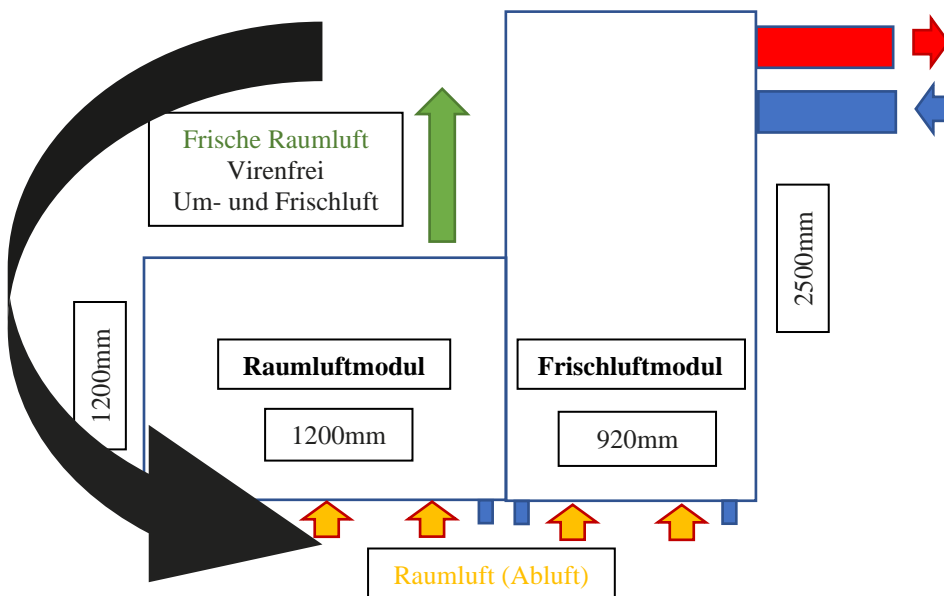 Frische Raumluft
Virenfrei
Um- und Frischluft
2500mm
1200mm
Raumluftmodul
Frischluftmodul
1200mm
920mm
Raumluft (Abluft)